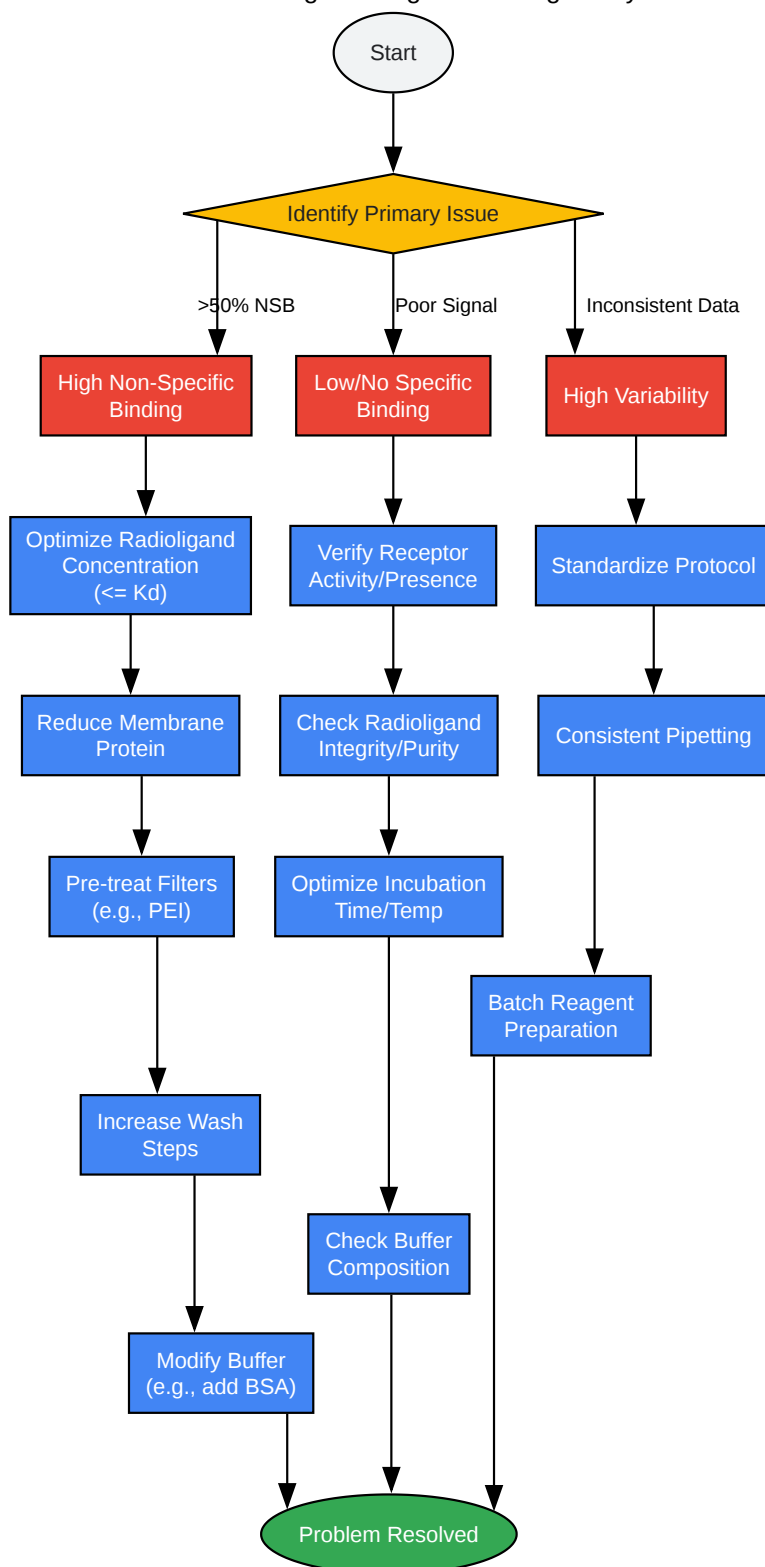 Start
Identify Primary Issue
>50% NSB
Poor Signal
Inconsistent Data
High Non-Specific
Binding
Low/No Specific
Binding
High Variability
Optimize Radioligand
Concentration
(<= Kd)
Verify Receptor
Activity/Presence
Standardize Protocol
Reduce Membrane
Protein
Check Radioligand
Integrity/Purity
Consistent Pipetting
Pre-treat Filters
(e.g., PEI)
Optimize Incubation
Time/Temp
Batch Reagent
Preparation
Increase Wash
Steps
Check Buffer
Composition
Modify Buffer
(e.g., add BSA)
Problem Resolved